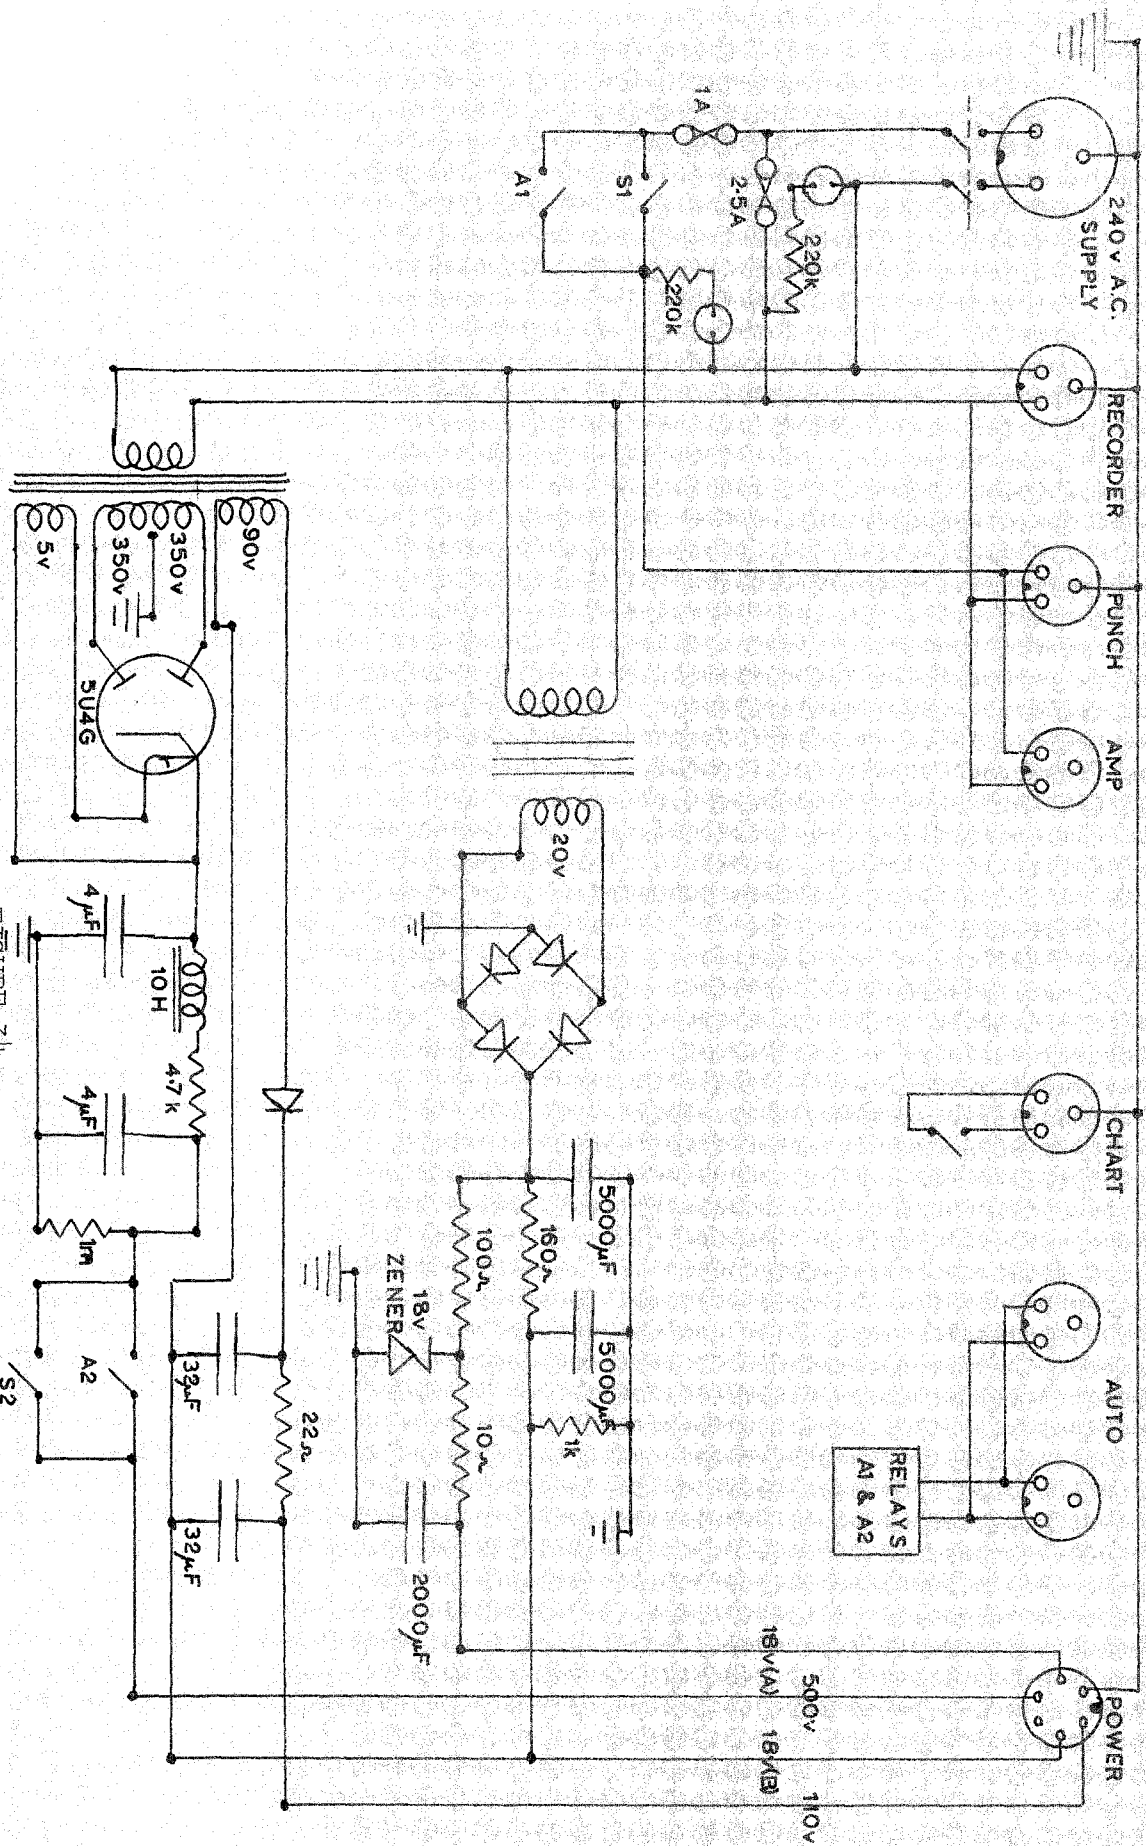 240v A.C.
SUPPLY
RECORDER
PUNCH
AMP
CHART
AUTO
POWER
1A
2·5A
220k
S1
A1
220k
RELAYS
A1 & A2
18v(A)
500v
18v(B)
110v
20v
5000µF
160Ω
5000µF
1k
100Ω
10Ω
18v
ZENER
2000µF
90v
350v
350v
5v
5U4G
22Ω
32µF
32µF
10H
4·7k
4µF
4µF
1m
A2
S2